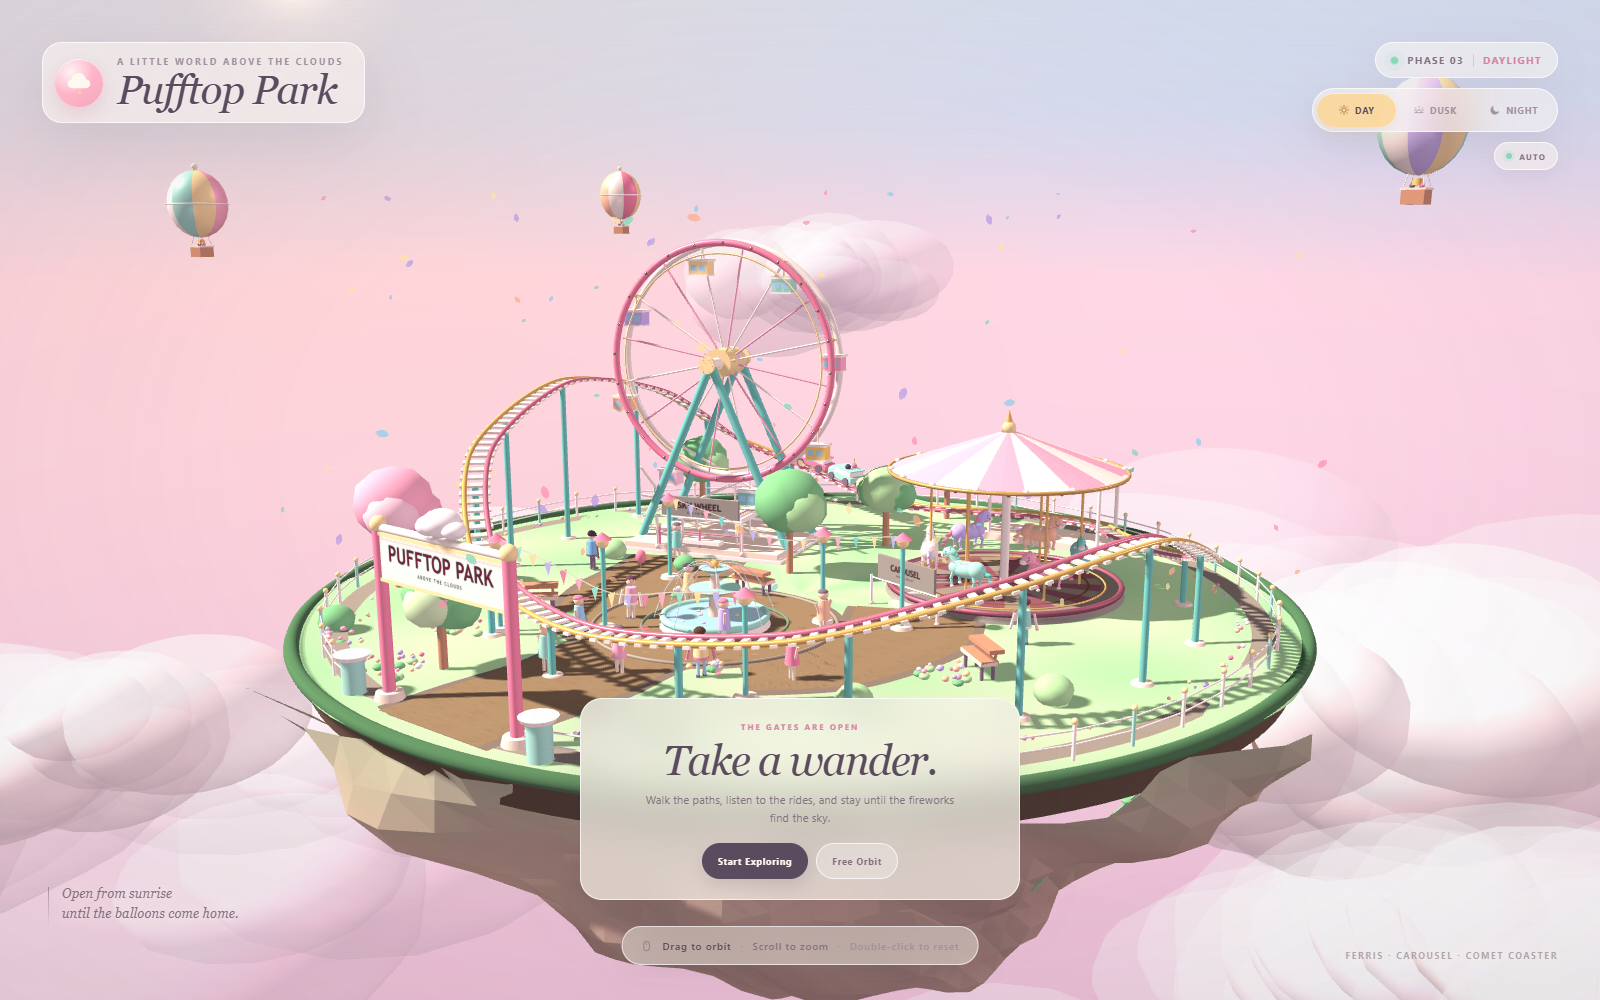 A LITTLE WORLD ABOVE THE CLOUDS
Pufftop Park
PHASE 03 DAYLIGHT
DAY DUSK NIGHT
AUTO
SKY WHEEL
CAROUSEL
PUFFTOP PARK
ABOVE THE CLOUDS
THE GATES ARE OPEN
Take a wander.
Walk the paths, listen to the rides, and stay until the fireworks
find the sky.
Start Exploring Free Orbit
Open from sunrise
until the balloons come home.
Drag to orbit · Scroll to zoom · Double-click to reset
FERRIS · CAROUSEL · COMET COASTER